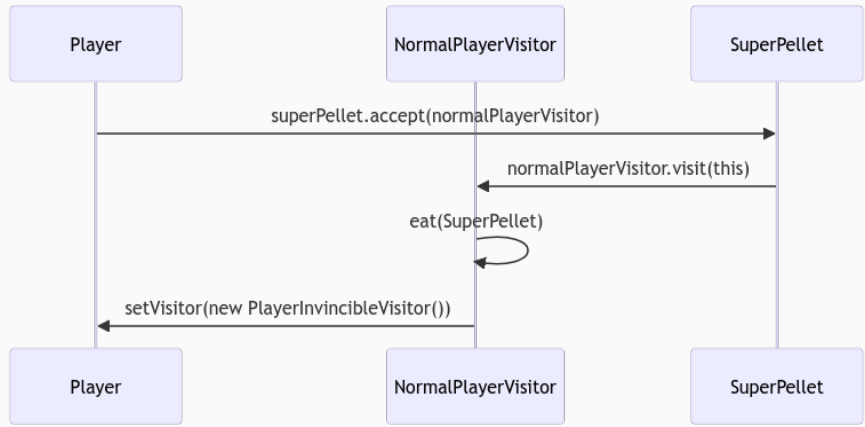 Player
NormalPlayerVisitor
SuperPellet
superPellet.accept(normalPlayerVisitor)
normalPlayerVisitor.visit(this)
eat(SuperPellet)
setVisitor(new PlayerInvincibleVisitor())
Player
NormalPlayerVisitor
SuperPellet